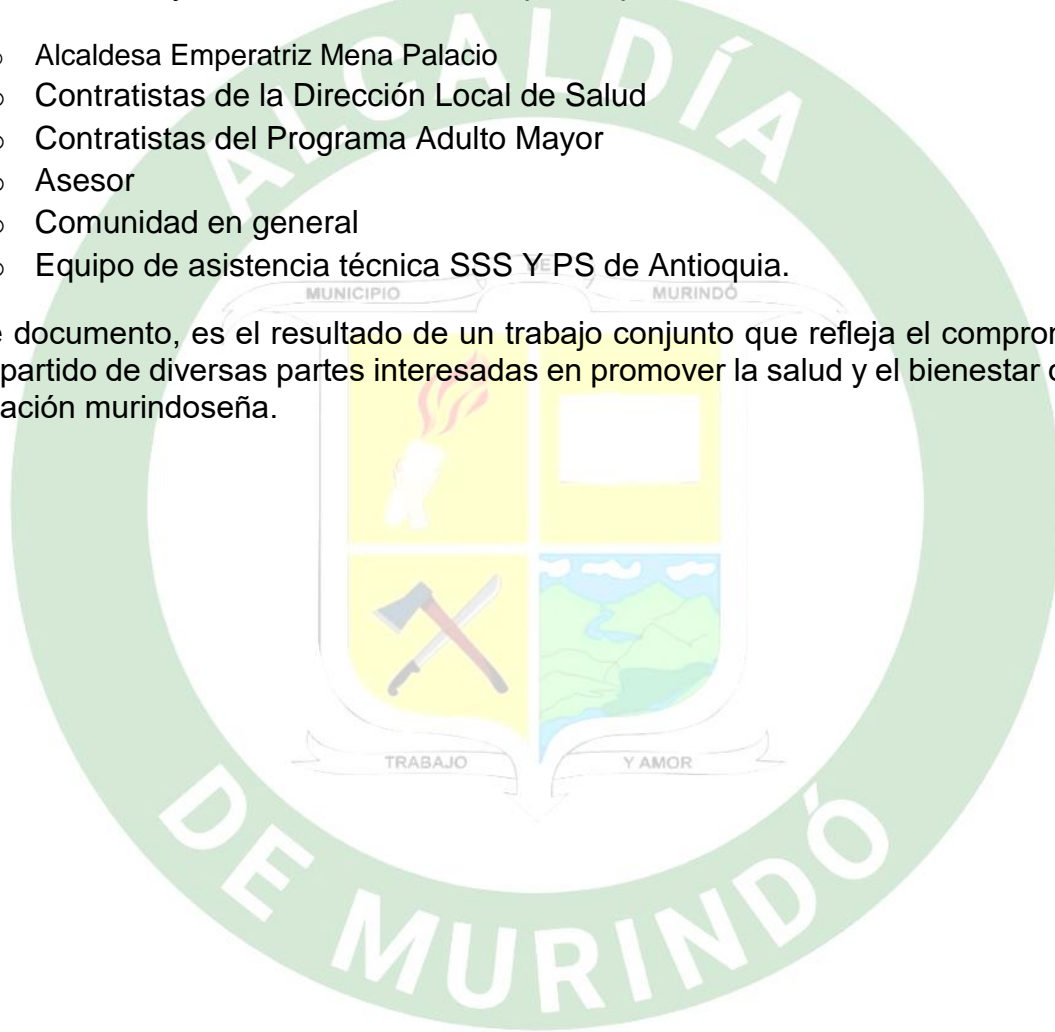 Alcaldesa Emperatriz Mena Palacio
Contratistas de la Dirección Local de Salud
Contratistas del Programa Adulto Mayor
Asesor
Comunidad en general
Equipo de asistencia técnica SSS Y PS de Antioquia.
documento, es el resultado de un trabajo conjunto que refleja el
de diversas partes interesadas en promover la salud y el bienestar
murindoseña.
ALCALDÍA
MUNICIPIO DE MURINDÓ
TRABAJO Y AMOR
DE MURINDÓ